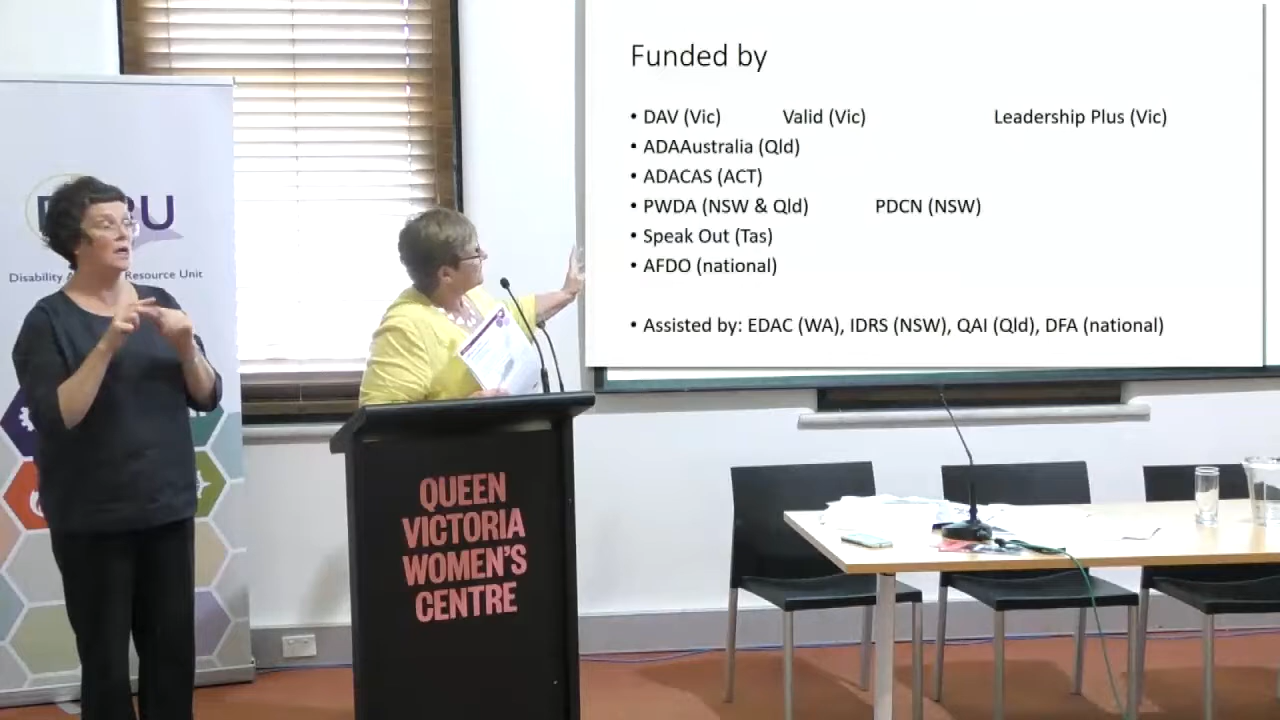 Funded by
• DAV (Vic) Valid (Vic) Leadership Plus (Vic)
• ADAAustralia (Qld)
• ADACAS (ACT)
• PWDA (NSW & Qld) PDCN (NSW)
• Speak Out (Tas)
• AFDO (national)
• Assisted by: EDAC (WA), IDRS (NSW), QAI (Qld), DFA (national)
Disability Resource Unit
QUEEN
VICTORIA
WOMEN'S
CENTRE